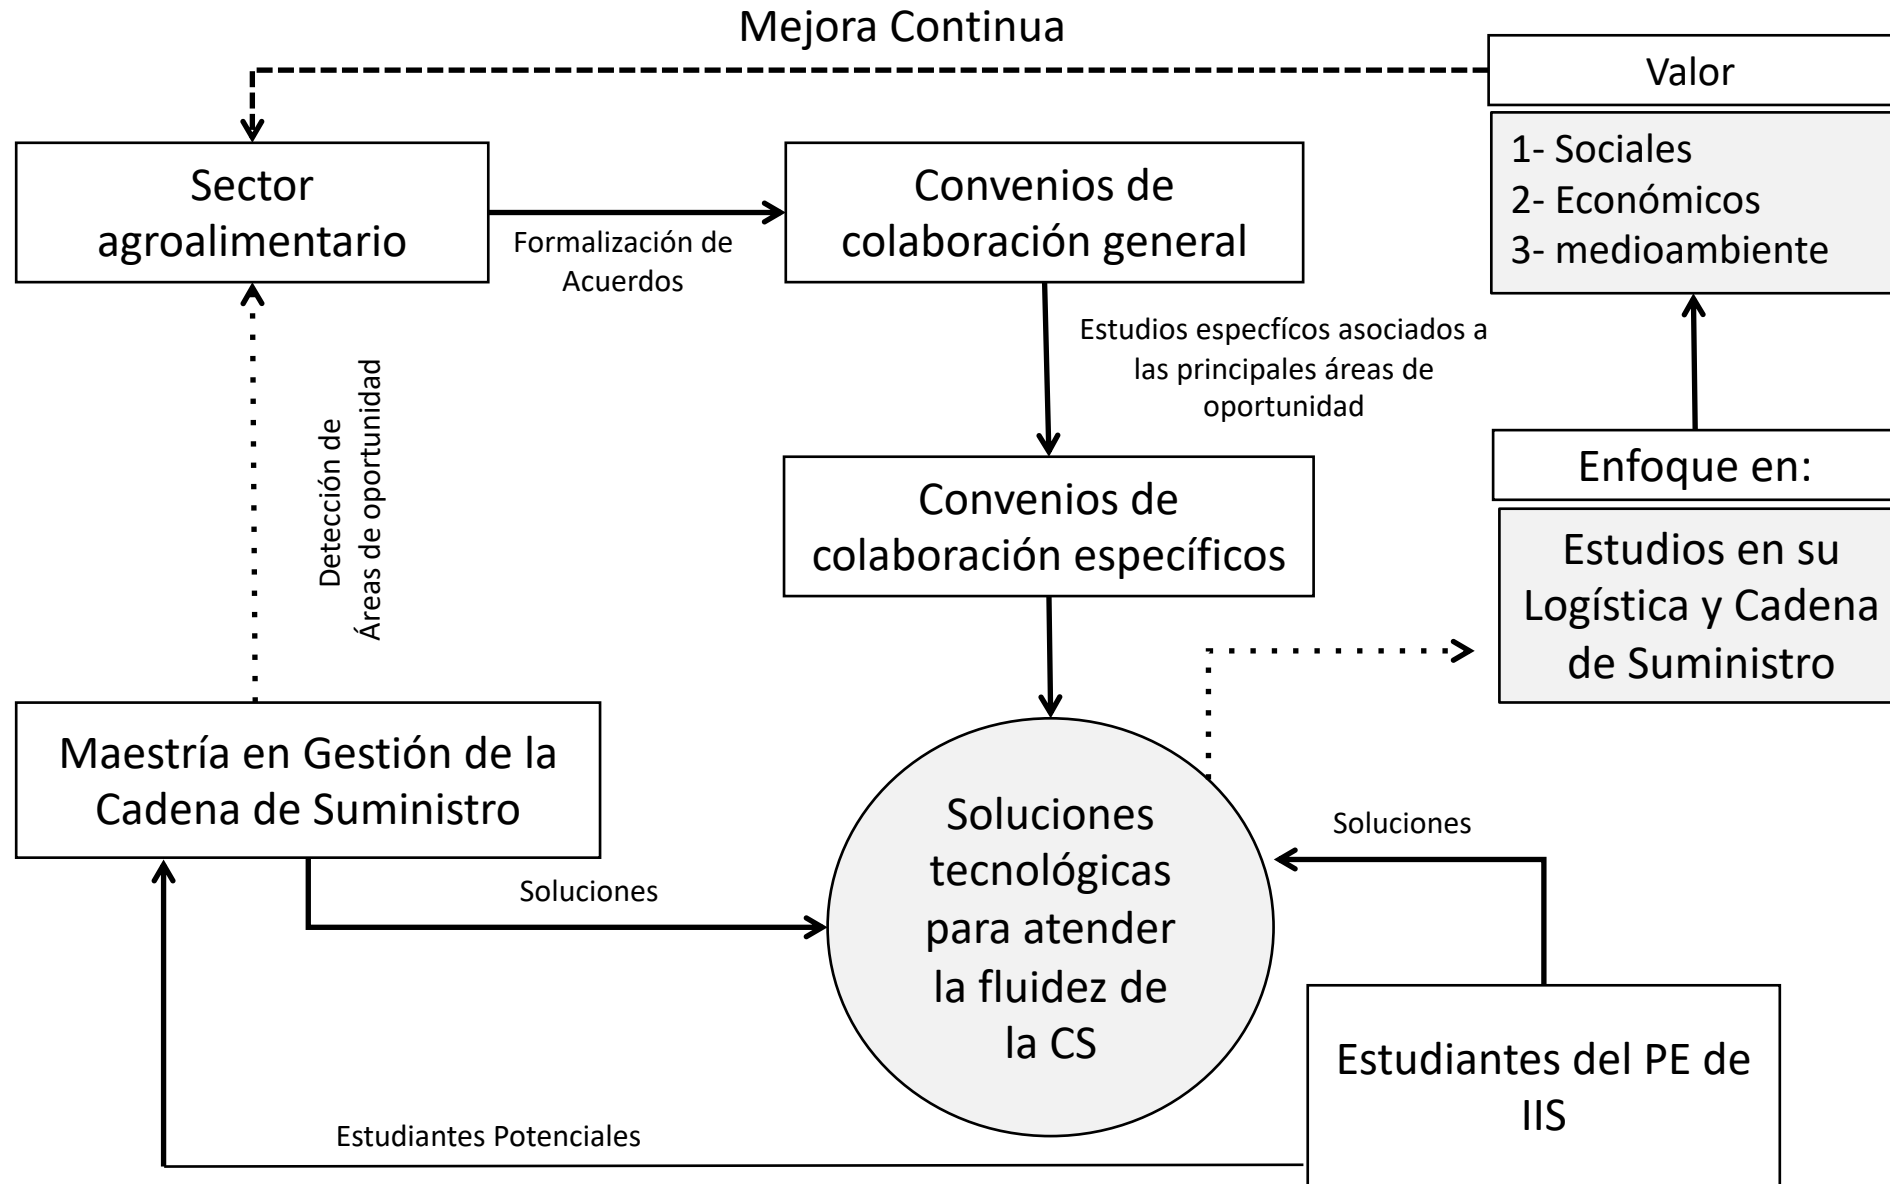 Mejora Continua
Valor
1- Sociales
2- Económicos
3- medioambiente
Sector
agroalimentario
Formalización de
Acuerdos
Convenios de
colaboración general
Estudios especfícos asociados a
las principales áreas de
oportunidad
Detección de
Áreas de oportunidad
Convenios de
colaboración específicos
Enfoque en:
Estudios en su
Logística y Cadena
de Suministro
Maestría en Gestión de la
Cadena de Suministro
Soluciones
Soluciones
tecnológicas
para atender
la fluidez de
la CS
Soluciones
Estudiantes del PE de
IIS
Estudiantes Potenciales